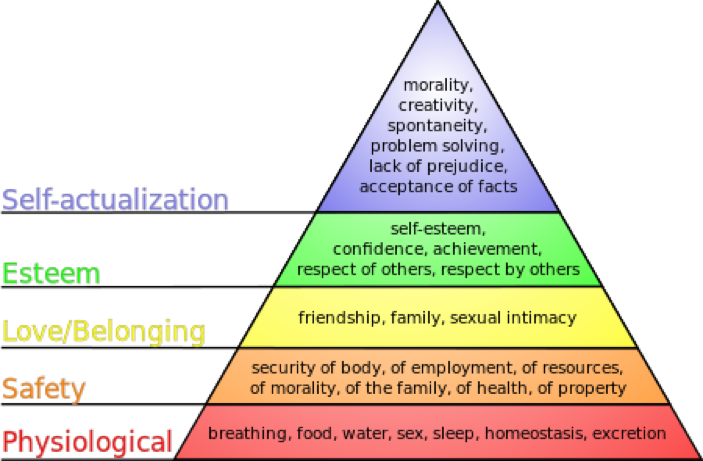 morality,
creativity,
spontaneity,
problem solving,
lack of prejudice,
acceptance of facts
Self-actualization
self-esteem,
confidence, achievement,
respect of others, respect by others
Esteem
friendship, family, sexual intimacy
Love/Belonging
security of body, of employment, of resources,
of morality, of the family, of health, of property
Safety
breathing, food, water, sex, sleep, homeostasis, excretion
Physiological